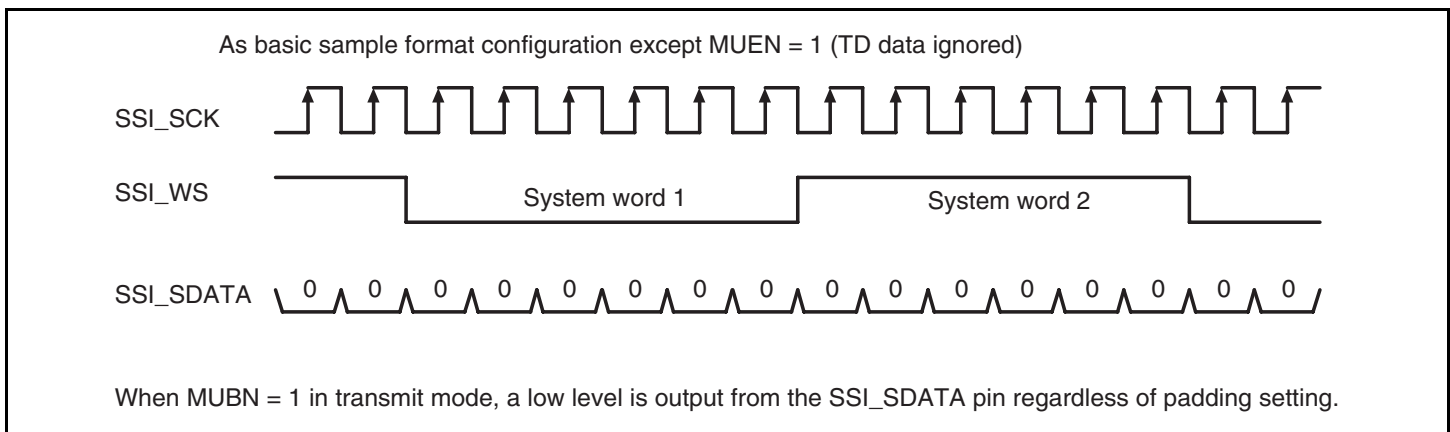 As basic sample format configuration except MUEN = 1 (TD data ignored)
SSI_SCK
SSI_WS
System word 1
System word 2
SSI_SDATA
0 0 0 0 0 0 0 0 0 0 0 0 0 0 0 0
When MUBN = 1 in transmit mode, a low level is output from the SSI_SDATA pin regardless of padding setting.